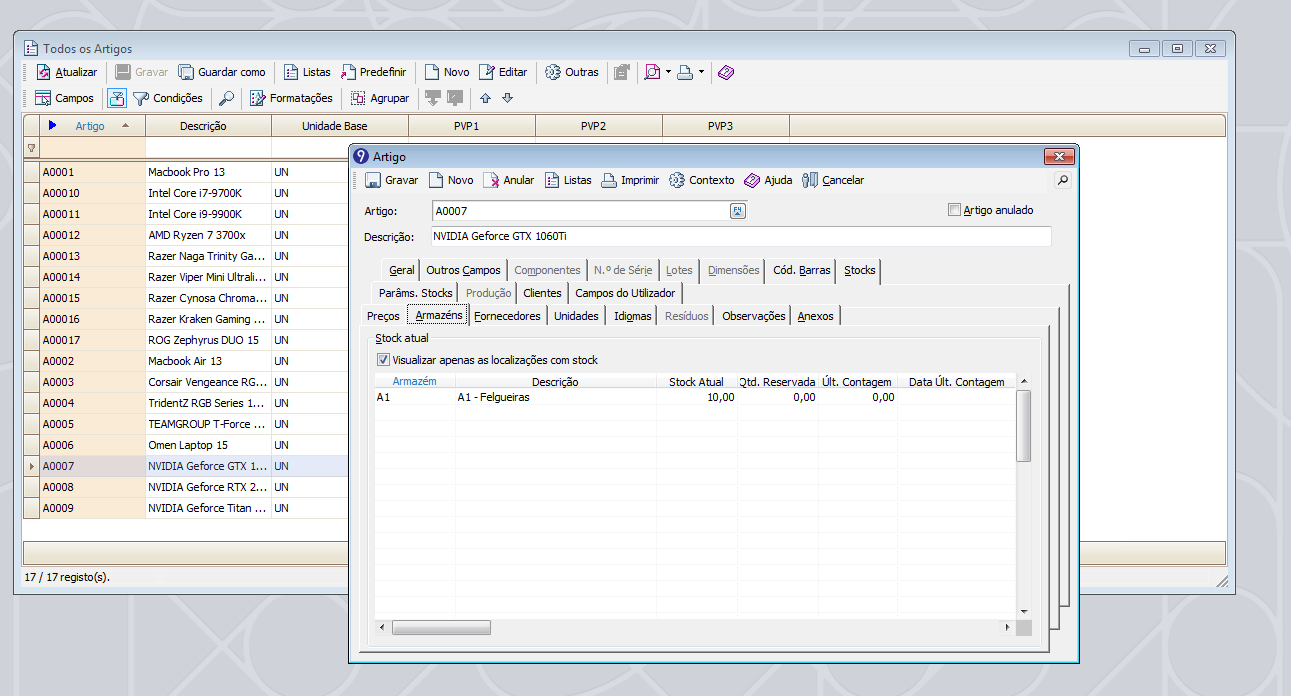 Todos os Artigos
Atualizar Gravar Guardar como Listas Predefinir Novo Editar Outras
Campos Condições Formatações Agrupar
Artigo Descrição Unidade Base PVP1 PVP2 PVP3
A0001 Macbook Pro 13 UN
A00010 Intel Core i7-9700K UN
A00011 Intel Core i9-9900K UN
A00012 AMD Ryzen 7 3700x UN
A00013 Razer Naga Trinity Ga... UN
A00014 Razer Viper Mini Ultrali... UN
A00015 Razer Cynosa Chroma... UN
A00016 Razer Kraken Gaming ... UN
A00017 ROG Zephyrus DUO 15 UN
A0002 Macbook Air 13 UN
A0003 Corsair Vengeance RG... UN
A0004 TridentZ RGB Series 1... UN
A0005 TEAMGROUP T-Force ... UN
A0006 Omen Laptop 15 UN
A0007 NVIDIA Geforce GTX 1... UN
A0008 NVIDIA Geforce RTX 2... UN
A0009 NVIDIA Geforce Titan ... UN
17 / 17 registo(s).
Artigo
Gravar Novo Anular Listas Imprimir Contexto Ajuda Cancelar
Artigo: A0007 F4 Artigo anulado
Descrição: NVIDIA Geforce GTX 1060Ti
Geral Outros Campos Componentes N.º de Série Lotes Dimensões Cód. Barras Stocks
Parâms. Stocks Produção Clientes Campos do Utilizador
Preços Armazéns Fornecedores Unidades Idiomas Resíduos Observações Anexos
Stock atual
Visualizar apenas as localizações com stock
Armazém Descrição Stock Atual Qtd. Reservada Últ. Contagem Data Últ. Contagem
A1 A1 - Felgueiras 10,00 0,00 0,00